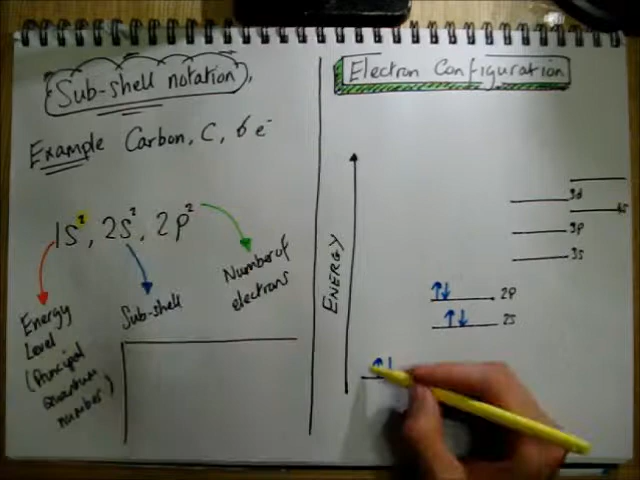 Sub-shell notation
Example Carbon, C, 6 e⁻
1s², 2s², 2p²
Energy
Level
(Principal
Quantum
number)
Sub-shell
Number of
electrons
Electron Configuration
ENERGY
3d
4s
3p
3s
2p
2s